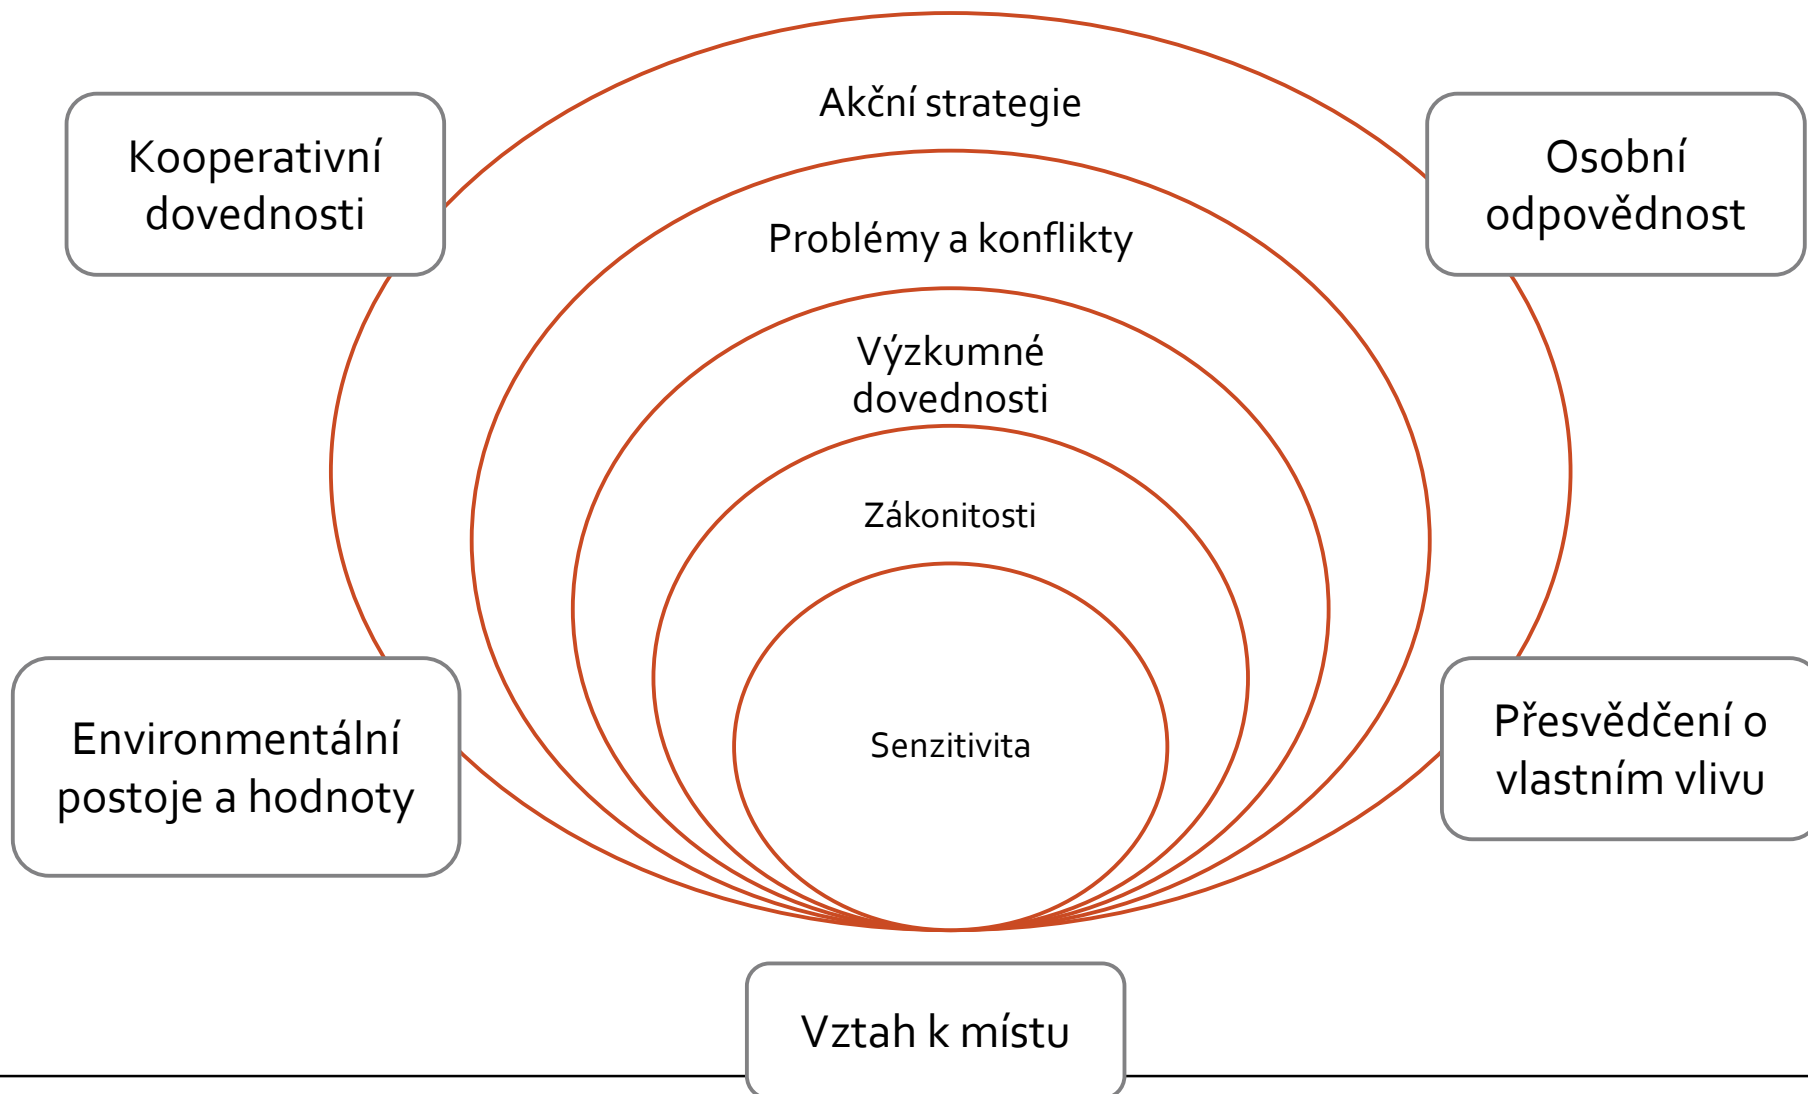 Akční strategie
Kooperativní
dovednosti
Osobní
odpovědnost
Problémy a konflikty
Výzkumné
dovednosti
Zákonitosti
Senzitivita
Environmentální
postoje a hodnoty
Přesvědčení o
vlastním vlivu
Vztah k místu